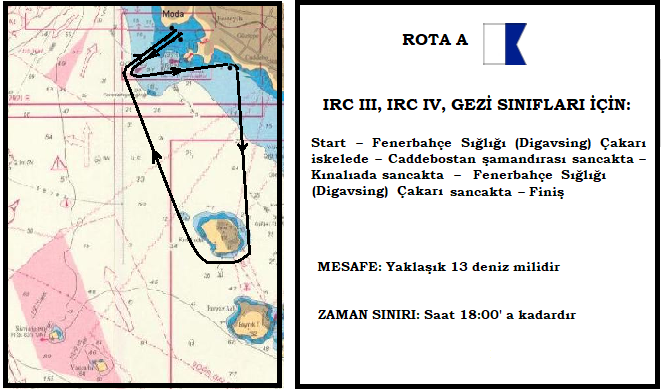 Moda
ROTA A
IRC III, IRC IV, GEZİ SINIFLARI İÇİN:
Start – Fenerbahçe Sığlığı (Digavsing) Çakarı
iskelede – Caddebostan şamandırası sancakta –
Kınalıada sancakta – Fenerbahçe Sığlığı
(Digavsing) Çakarı sancakta – Finiş
MESAFE: Yaklaşık 13 deniz milidir
ZAMAN SINIRI: Saat 18:00' a kadardır